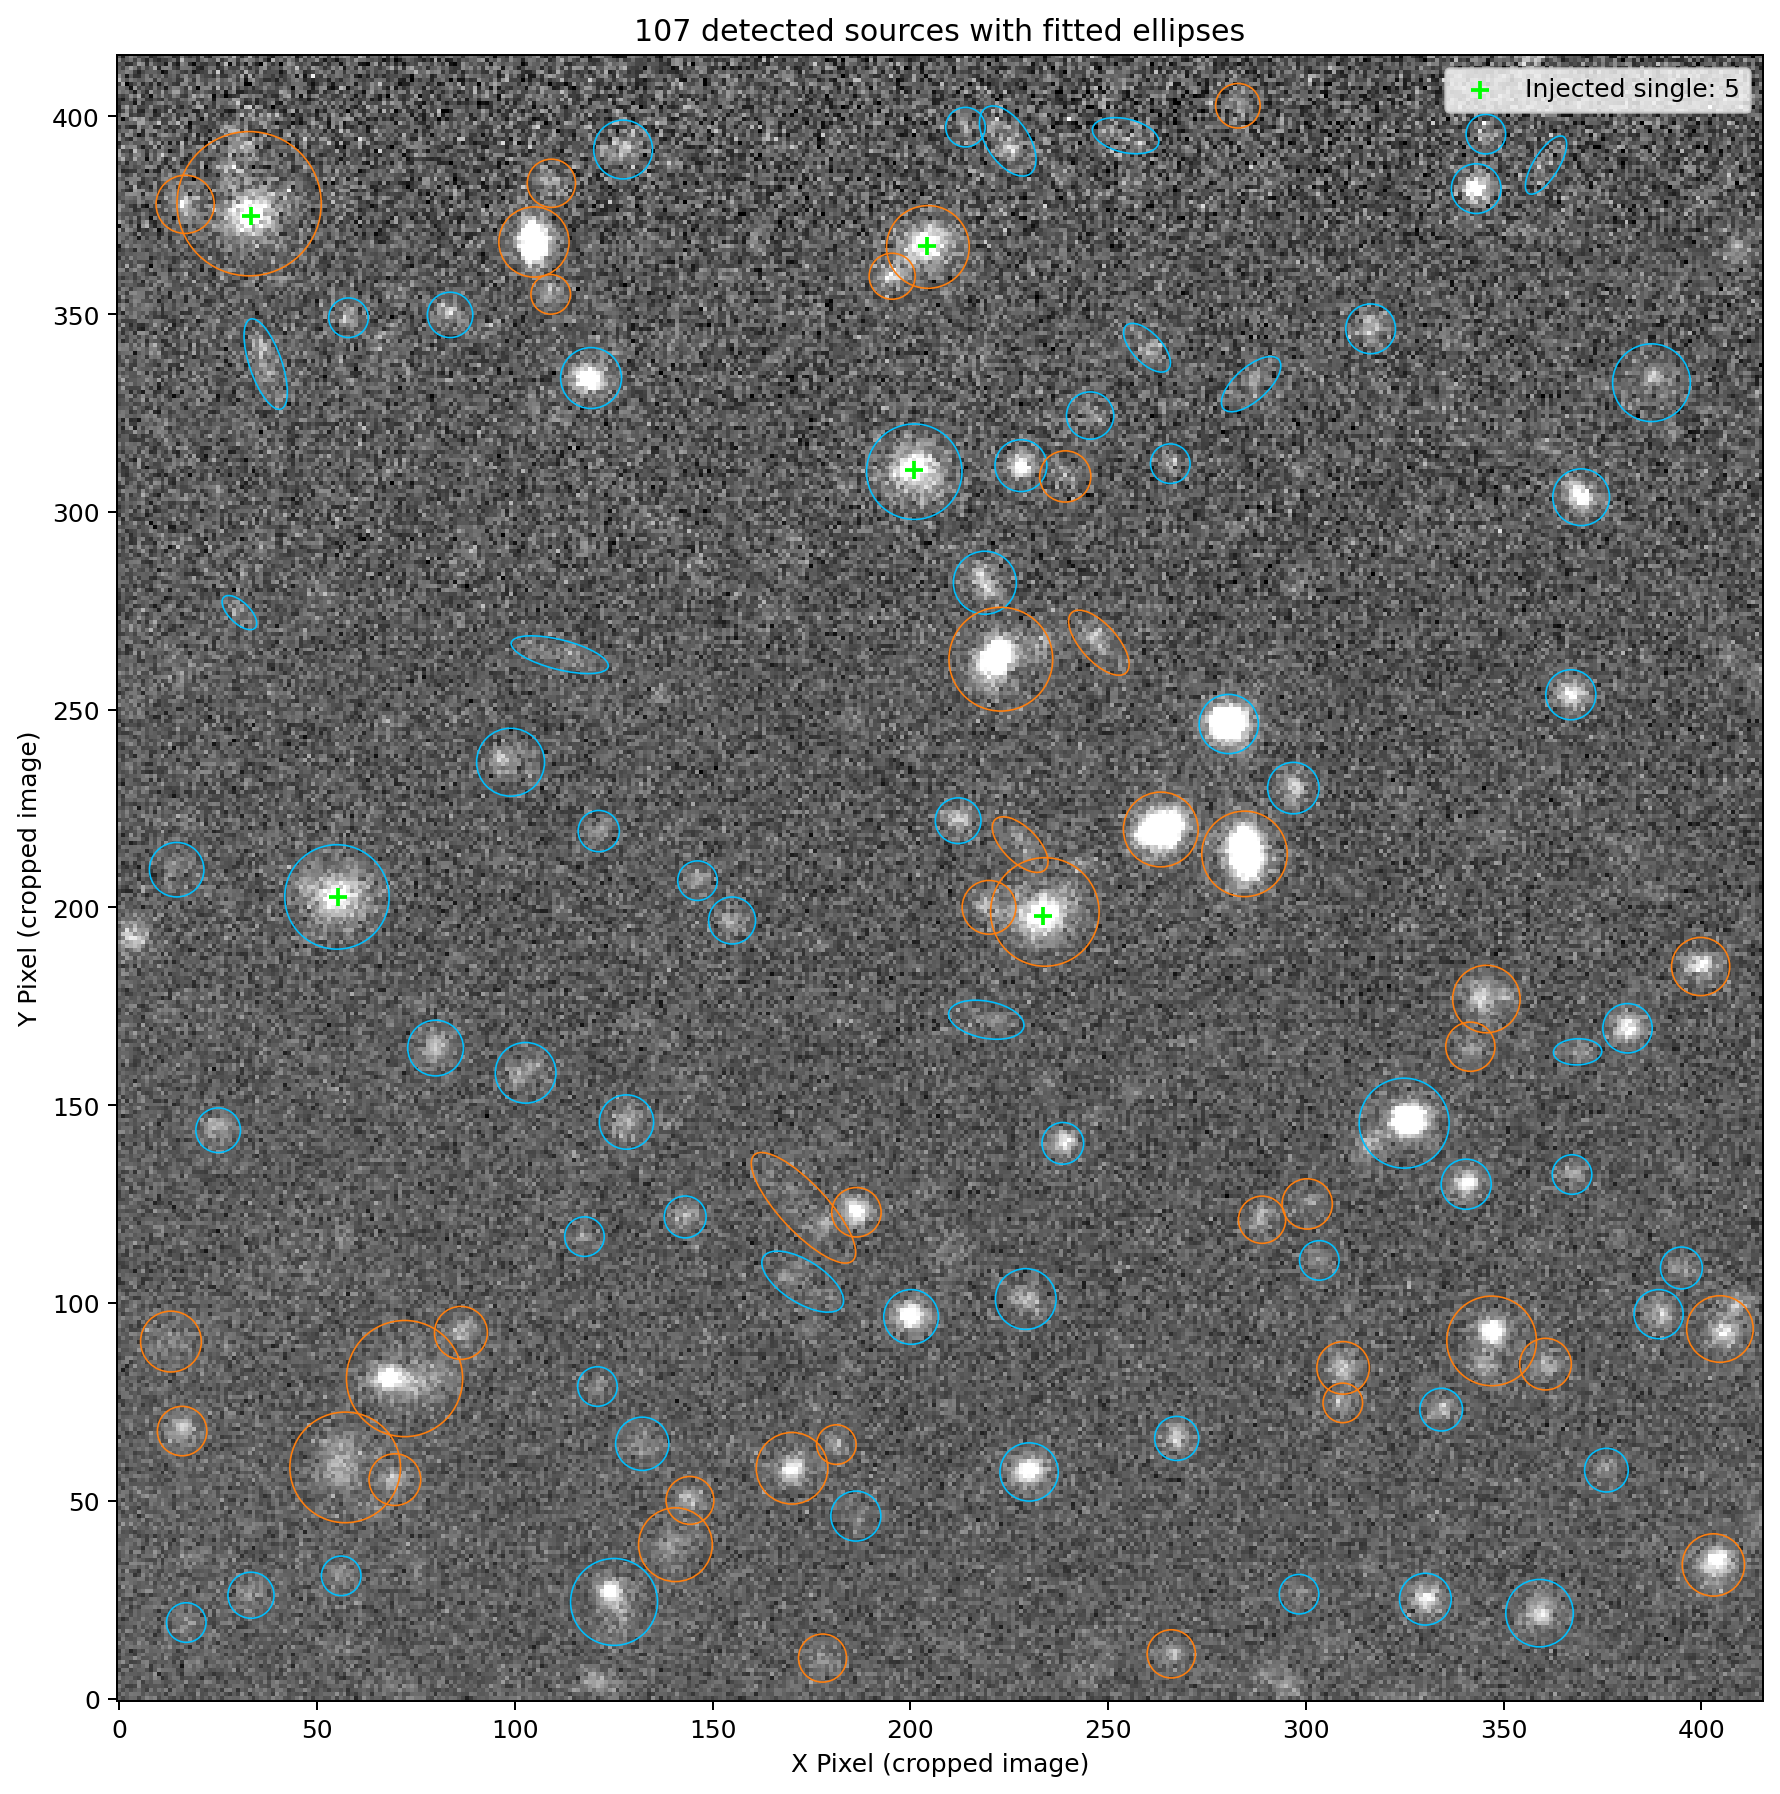 107 detected sources with fitted ellipses
Injected single: 5
400
350
300
250
200
150
100
50
0
Y Pixel (cropped image)
0 50 100 150 200 250 300 350 400
X Pixel (cropped image)